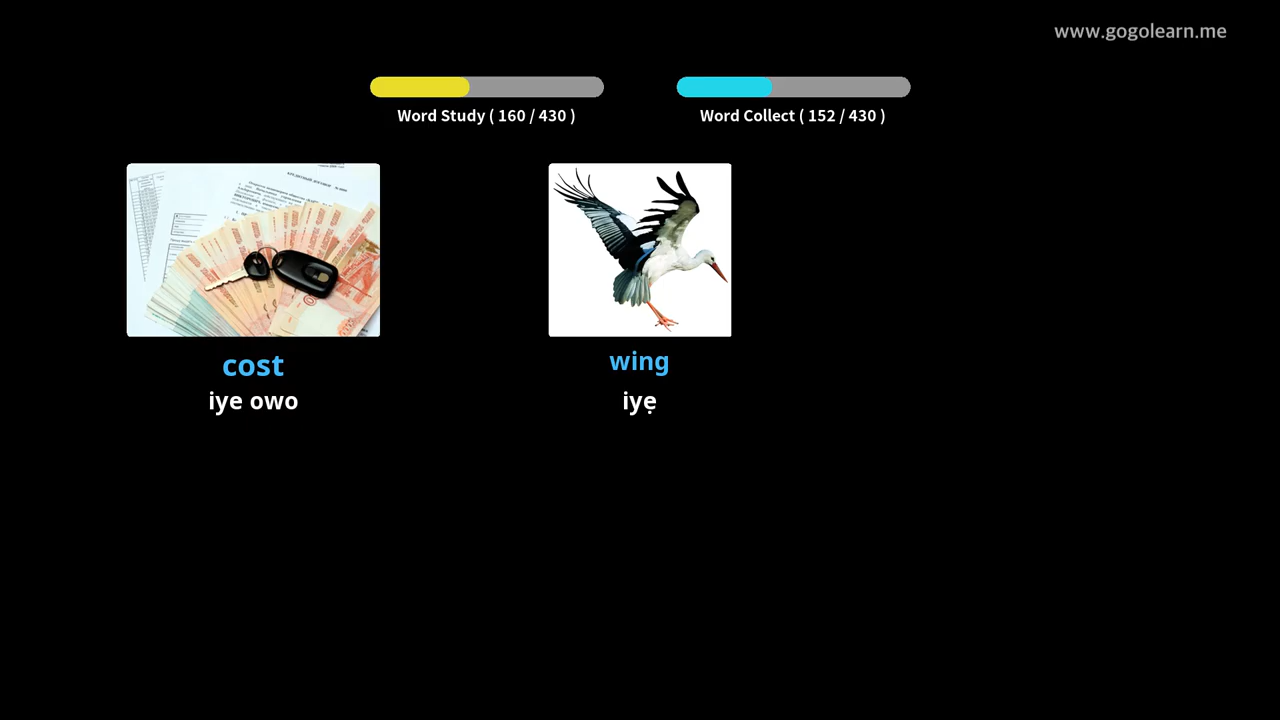 www.gogolearn.me
Word Study ( 160 / 430 )
Word Collect ( 152 / 430 )
cost
iye owo
wing
iyẹ